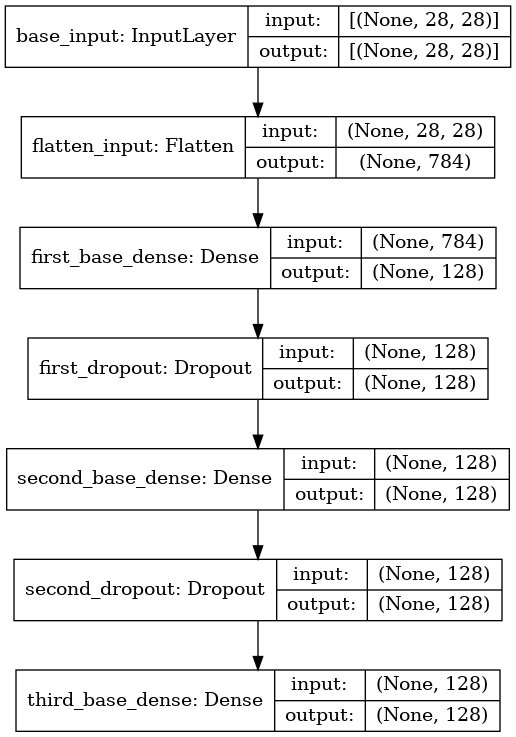 base_input: InputLayer
input: [(None, 28, 28)]
output: [(None, 28, 28)]
flatten_input: Flatten
input: (None, 28, 28)
output: (None, 784)
first_base_dense: Dense
input: (None, 784)
output: (None, 128)
first_dropout: Dropout
input: (None, 128)
output: (None, 128)
second_base_dense: Dense
input: (None, 128)
output: (None, 128)
second_dropout: Dropout
input: (None, 128)
output: (None, 128)
third_base_dense: Dense
input: (None, 128)
output: (None, 128)